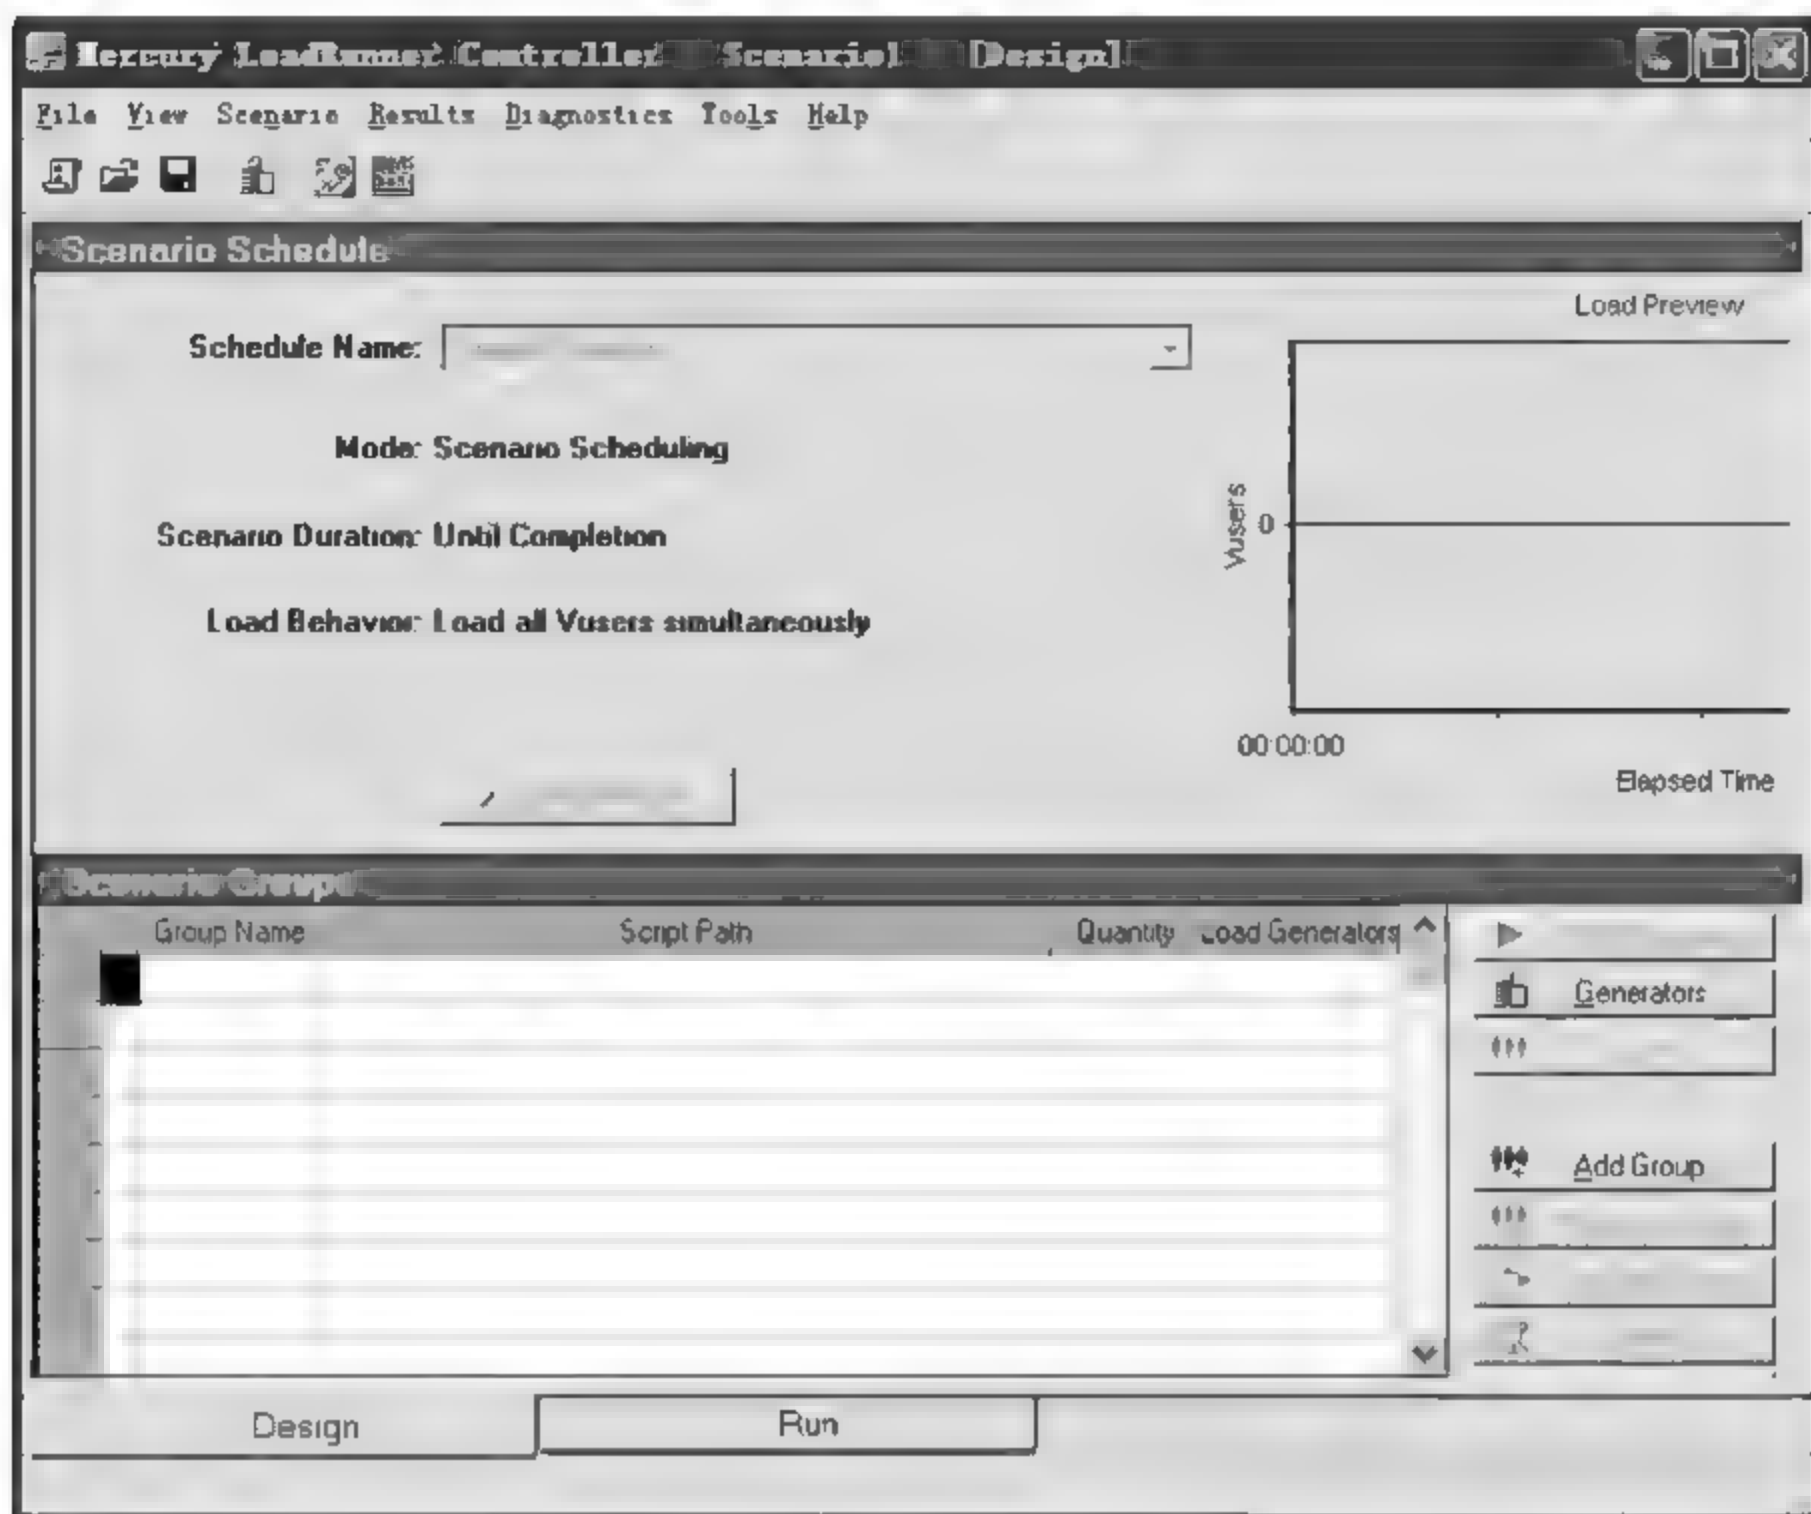 Mercury LoadRunner Controller - Scenario1 - [Design]
File View Scenario Results Diagnostics Tools Help
Scenario Schedule
Load Preview
Schedule Name:
Mode: Scenario Scheduling
Scenario Duration: Until Completion
Load Behavior: Load all Vusers simultaneously
Vusers
0
00:00:00
Elapsed Time
Scenario Groups
Group Name Script Path Quantity Load Generators
Generators
Add Group
Design Run